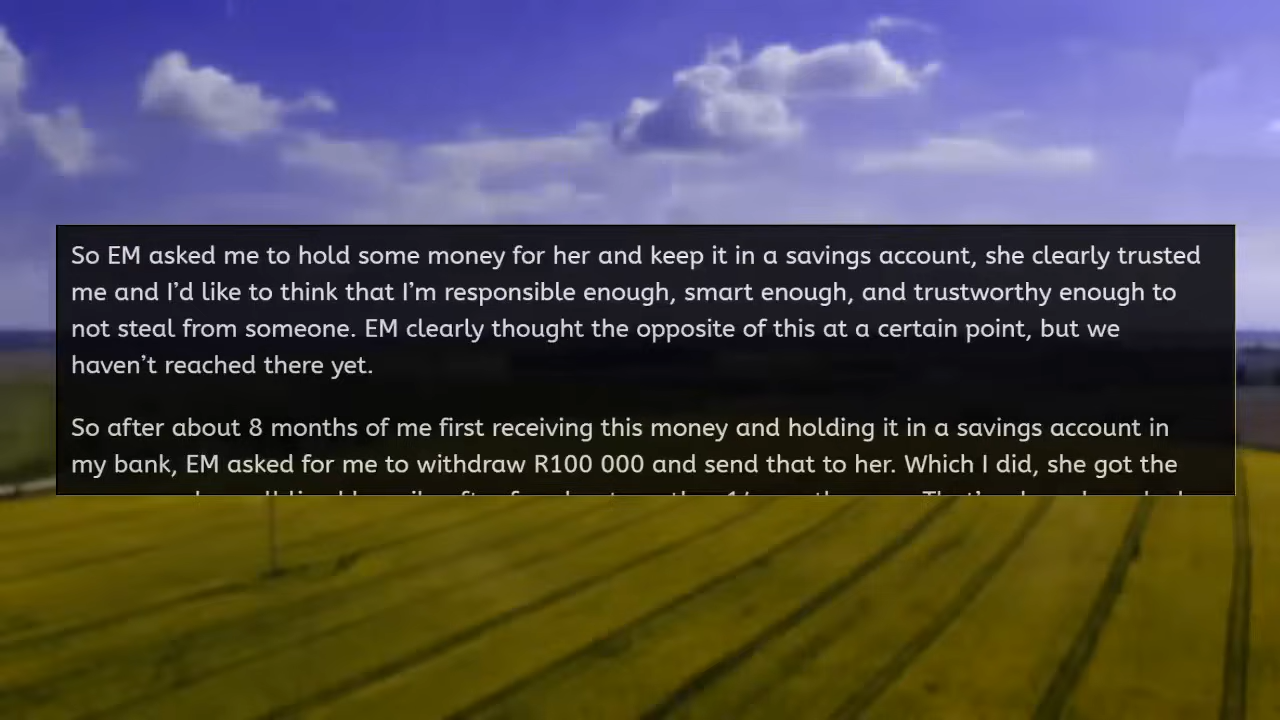 So EM asked me to hold some money for her and keep it in a savings account, she clearly trusted
me and I’d like to think that I’m responsible enough, smart enough, and trustworthy enough to
not steal from someone. EM clearly thought the opposite of this at a certain point, but we
haven’t reached there yet.
So after about 8 months of me first receiving this money and holding it in a savings account in
my bank, EM asked for me to withdraw R100 000 and send that to her. Which I did, she got the